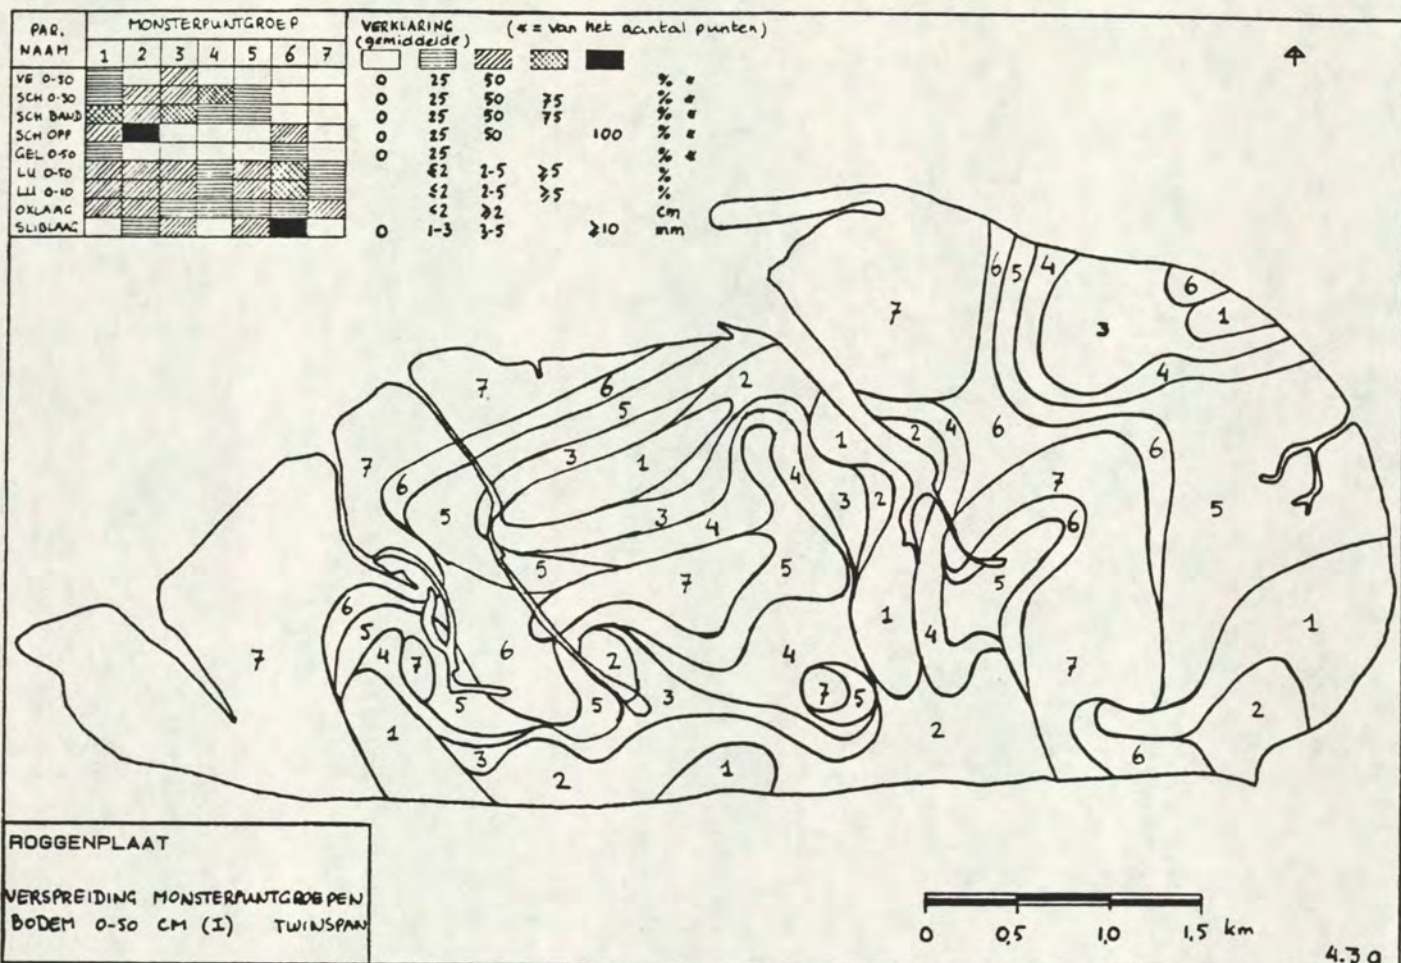 PAR. NAAM
MONSTERPUNTGROEP
1 2 3 4 5 6 7
VE 0-50
SCH 0-50
SCH BAND
SCH OPP
GEL 0-50
LU 0-50
LU 0-10
OXLAAG
SLIBLAAG
VERKLARING (* = van het aantal punten)
(gemiddelde)
0 25 50 % *
0 25 50 75 % *
0 25 50 75 % *
0 25 50 100 % *
0 25 % *
≤2 2-5 ≥5 %
≤2 2-5 ≥5 %
<2 ≥2 cm
0 1-3 3-5 ≥10 mm
6 5 4 6
7 3 1
7 6 2 4
5
3 1 1 2 4 6 6
7 6 4 3 2 7
5 3 4 6 5
5 7 5 5
6
5 1 4 1
7 4 7 6 2 4 7
5 5 3 7 5 2
1 3 2 6
2 1
ROGGENPLAAT
VERSPREIDING MONSTERPUNTGROEPEN
BODEM 0-50 CM (I) TWINSPAN
0 0,5 1,0 1,5 km
4.3 g